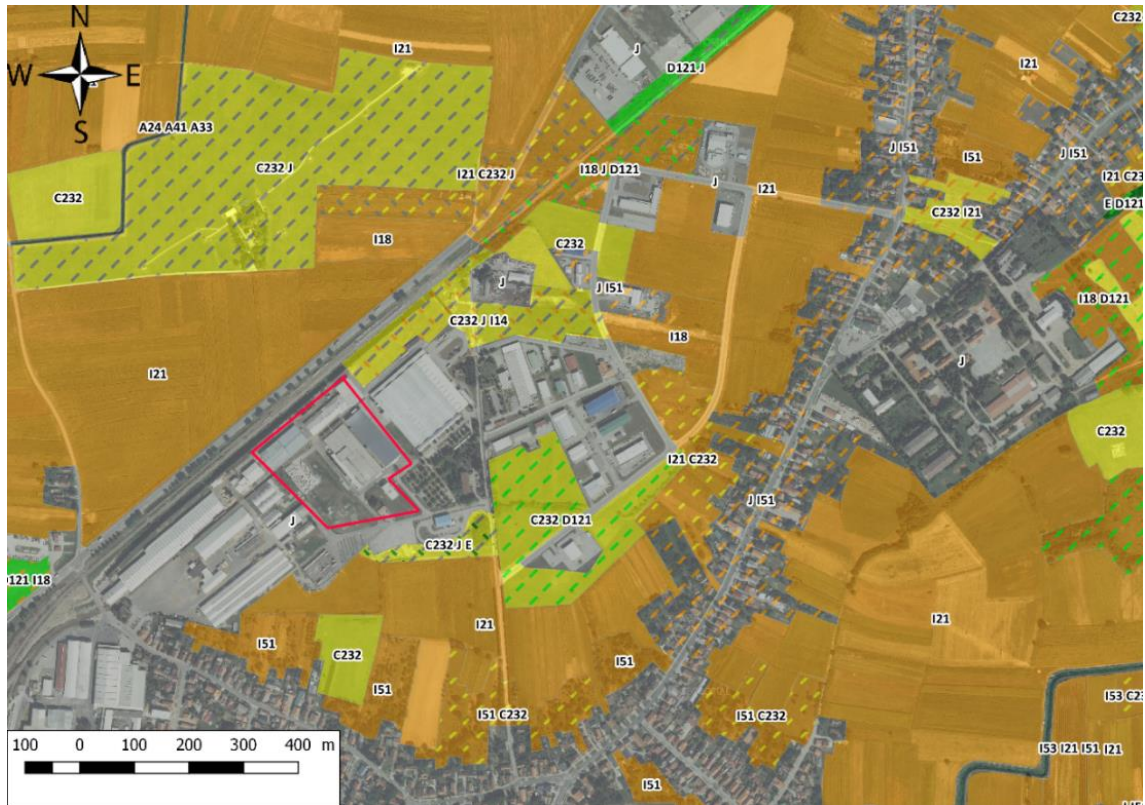 N
W E
S
C232
I21
J
D121 J
I21
A24 A41 A33
J I51
I51
J I51
C232 J
I21 C232 J
I18 J D121
J
I21
I21 C23
C232
C232 I21
E D121
I18
C232
J
J I51
I18 D121
C232 J I14
I18
J
I21
C232
I21 C232
J I51
J
C232 D121
C232 J E
D121 I18
I21
I21
I51
C232
I51
I51
I53 C23
I51 C232
I51 C232
100 0 100 200 300 400 m
I53 I21 I51 I21
I51